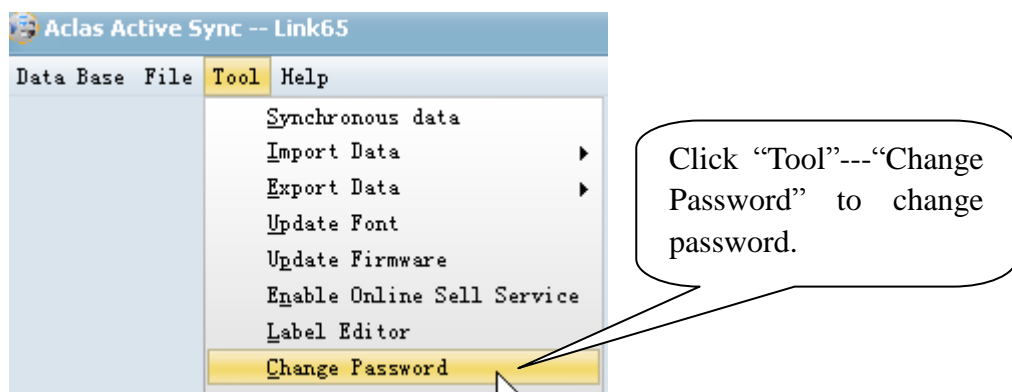 Aclas Active Sync -- Link65
Data Base File Tool Help
Synchronous data
Import Data
Export Data
Update Font
Update Firmware
Enable Online Sell Service
Label Editor
Change Password
Click “Tool”---“Change
Password” to change
password.